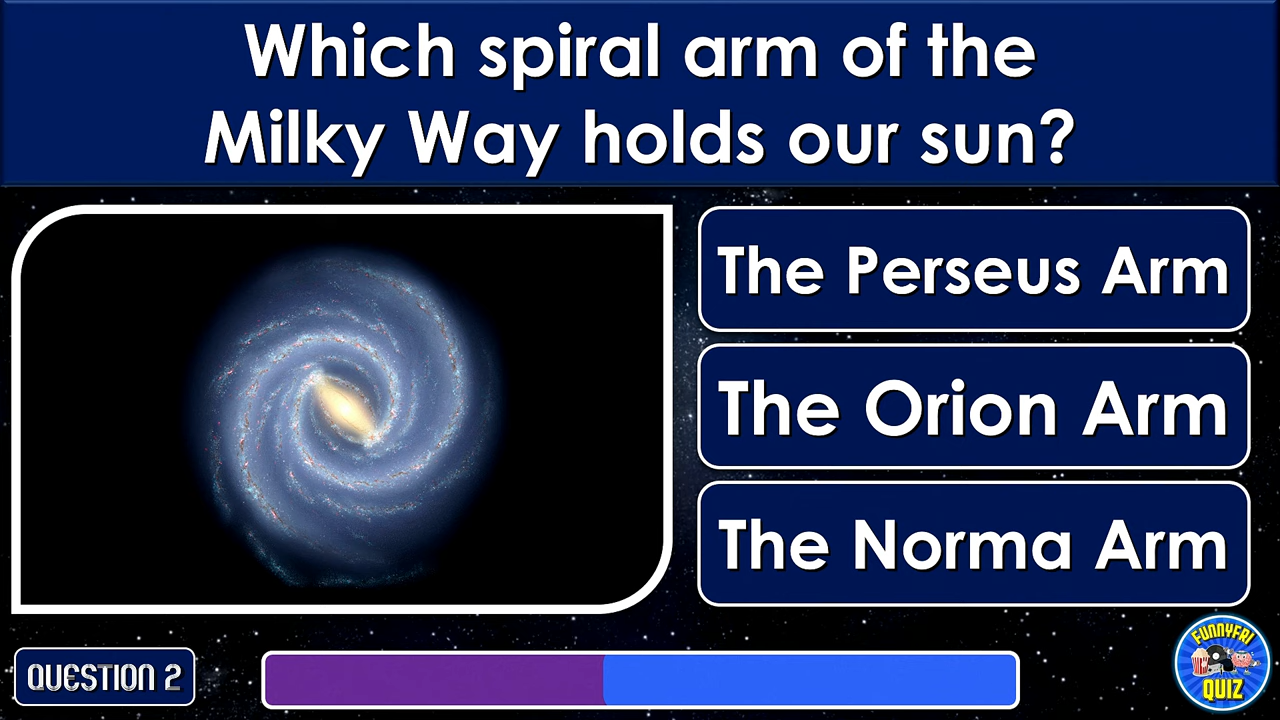 Which spiral arm of the
Milky Way holds our sun?
The Perseus Arm
The Orion Arm
The Norma Arm
QUESTION 2
FUNNYFRI
QUIZ